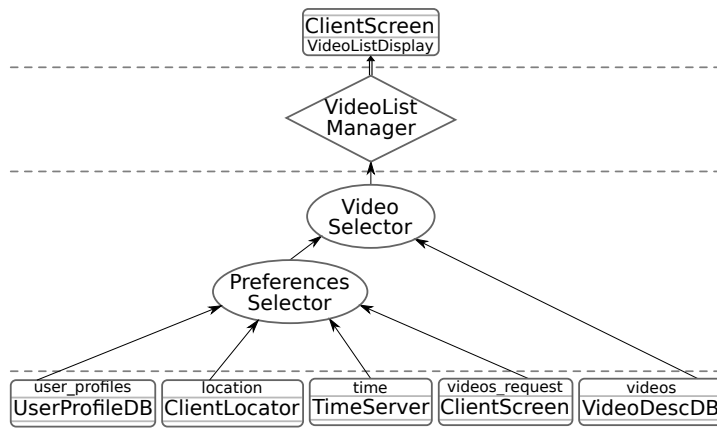 ClientScreen
VideoListDisplay
VideoList
Manager
Video
Selector
Preferences
Selector
user_profiles
UserProfileDB
location
ClientLocator
time
TimeServer
videos_request
ClientScreen
videos
VideoDescDB